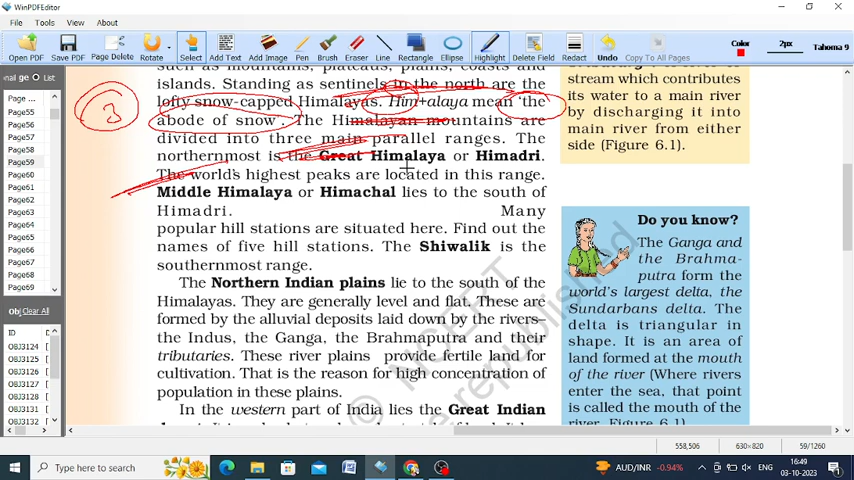 WinPDFEditor
File Tools View About
Open PDF Save PDF Page Delete Rotate Select Add Text Add Image Pen Brush Eraser Line Rectangle Ellipse Highlight Delete Field Redact Undo Copy To All Pages Color 2px Tahoma 9
nail ge List
Page55
Page56
Page57
Page58
Page59
Page60
Page61
Page62
Page63
Page64
Page65
Page66
Page67
Page68
Page69
Obj Clear All
ID
OBJ3124 [
OBJ3125 [
OBJ3126 [
OBJ3127 [
OBJ3128 [
OBJ3131 [
OBJ3132 [
3
such as mountains, plateaus, plains, coasts and
islands. Standing as sentinels in the north are the
lofty snow-capped Himalayas. Him+alaya mean 'the
abode of snow'. The Himalayan mountains are
divided into three main parallel ranges. The
northernmost is the Great Himalaya or Himadri.
The world's highest peaks are located in this range.
Middle Himalaya or Himachal lies to the south of
Himadri. Many
popular hill stations are situated here. Find out the
names of five hill stations. The Shiwalik is the
southernmost range.
The Northern Indian plains lie to the south of the
Himalayas. They are generally level and flat. These are
formed by the alluvial deposits laid down by the rivers–
the Indus, the Ganga, the Brahmaputra and their
tributaries. These river plains provide fertile land for
cultivation. That is the reason for high concentration of
population in these plains.
In the western part of India lies the Great Indian
© NCERT
republished
stream which contributes
its water to a main river
by discharging it into
main river from either
side (Figure 6.1).
Do you know?
The Ganga and
the Brahma-
putra form the
world's largest delta, the
Sundarbans delta. The
delta is triangular in
shape. It is an area of
land formed at the mouth
of the river (Where rivers
enter the sea, that point
is called the mouth of the
river. Figure 6.1)
558,506 630×820 59/1260
Type here to search
AUD/INR -0.94% ENG 16:49
03-10-2023